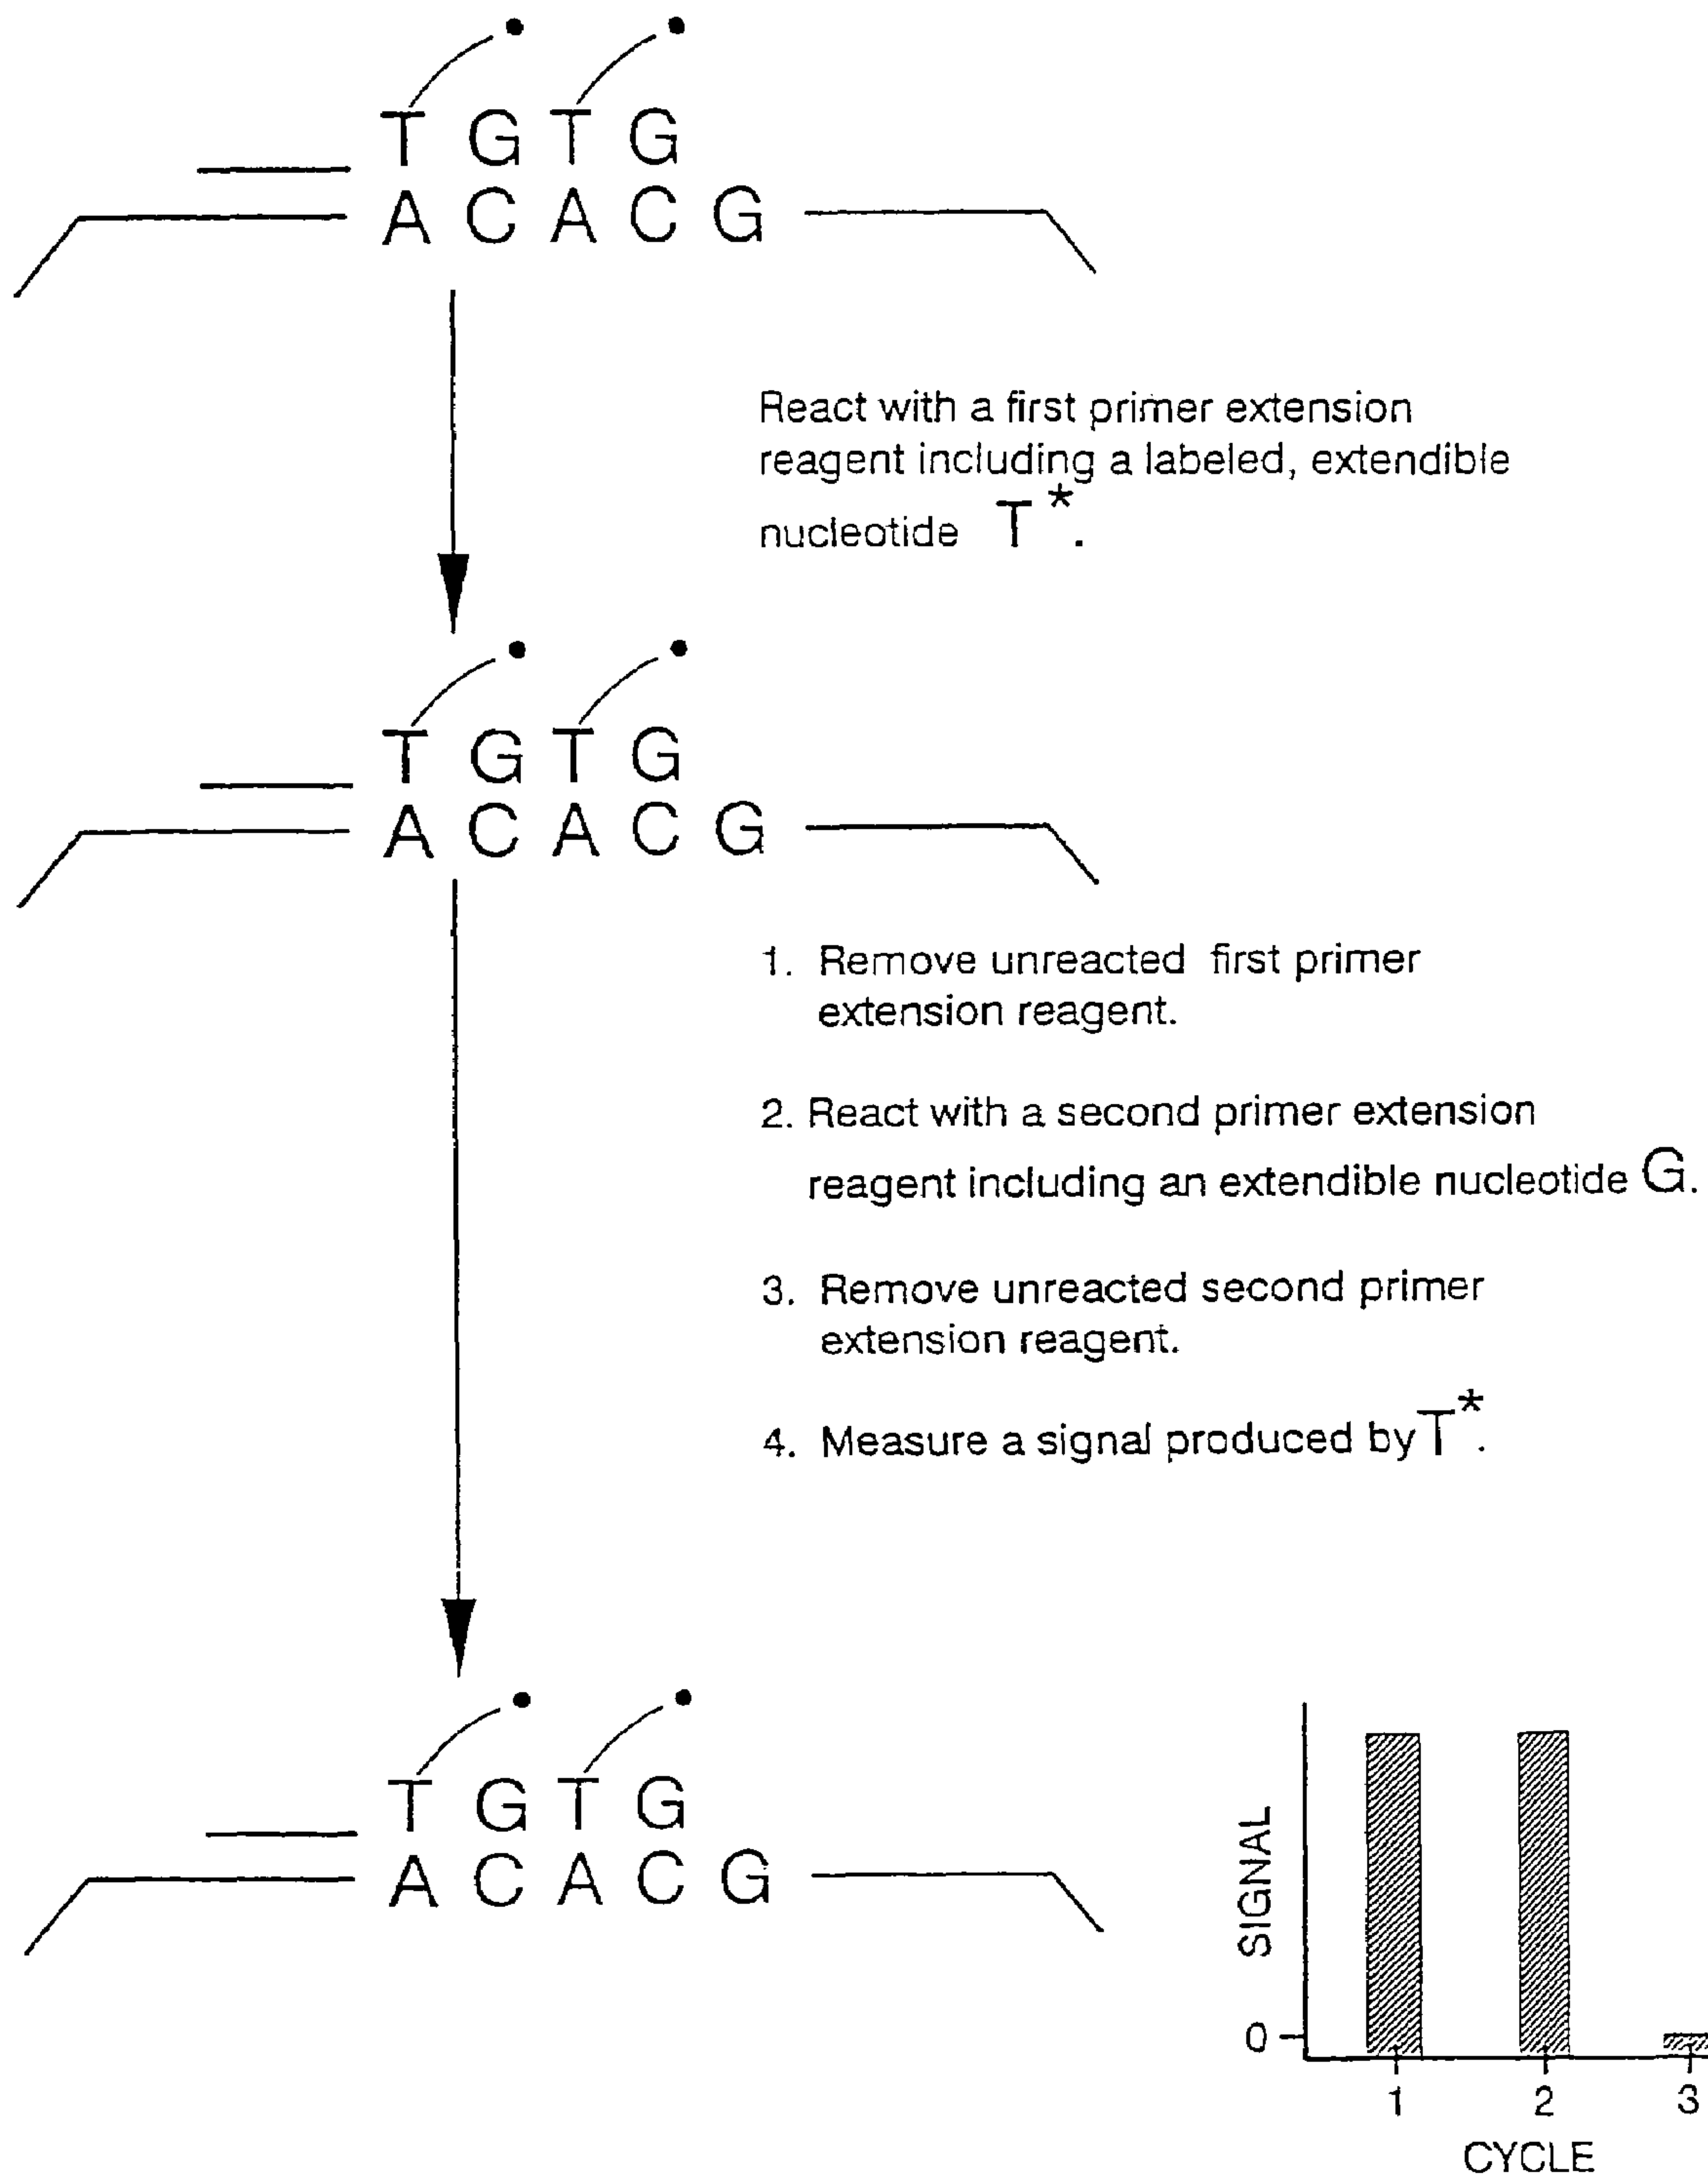 T G T G
A C A C G
React with a first primer extension
reagent including a labeled, extendible
nucleotide T*.
T G T G
A C A C G
1. Remove unreacted first primer
extension reagent.
2. React with a second primer extension
reagent including an extendible nucleotide G.
3. Remove unreacted second primer
extension reagent.
4. Measure a signal produced by T*.
T G T G
A C A C G
SIGNAL
0
1 2 3
CYCLE